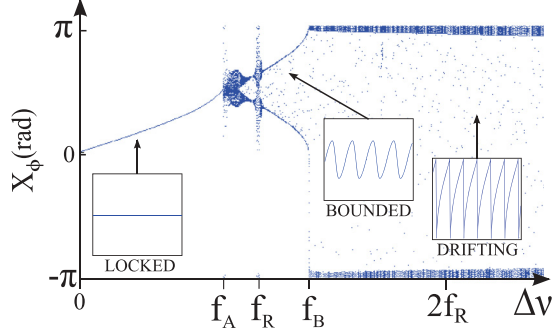 π
X_ϕ(rad)
0
-π
LOCKED
BOUNDED
DRIFTING
0
f_A
f_R
f_B
2f_R
Δν